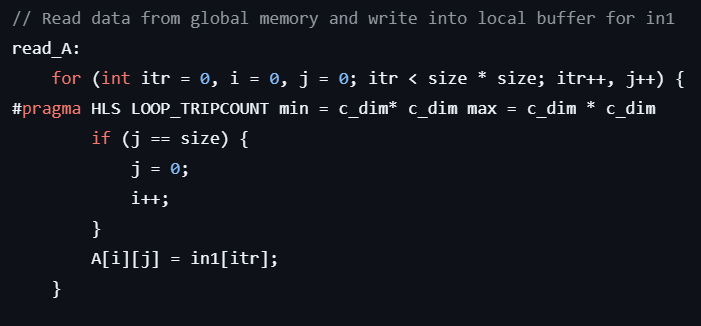 // Read data from global memory and write into local buffer for in1
read_A:
    for (int itr = 0, i = 0, j = 0; itr < size * size; itr++, j++) {
#pragma HLS LOOP_TRIPCOUNT min = c_dim* c_dim max = c_dim * c_dim
        if (j == size) {
            j = 0;
            i++;
        }
        A[i][j] = in1[itr];
    }